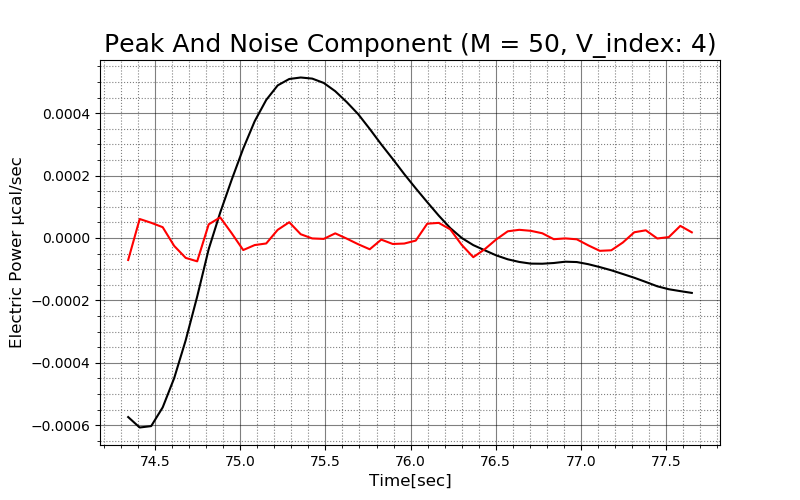 Peak And Noise Component (M = 50, V_index: 4)
Electric Power μcal/sec
0.0004
0.0002
0.0000
−0.0002
−0.0004
−0.0006
74.5 75.0 75.5 76.0 76.5 77.0 77.5
Time[sec]